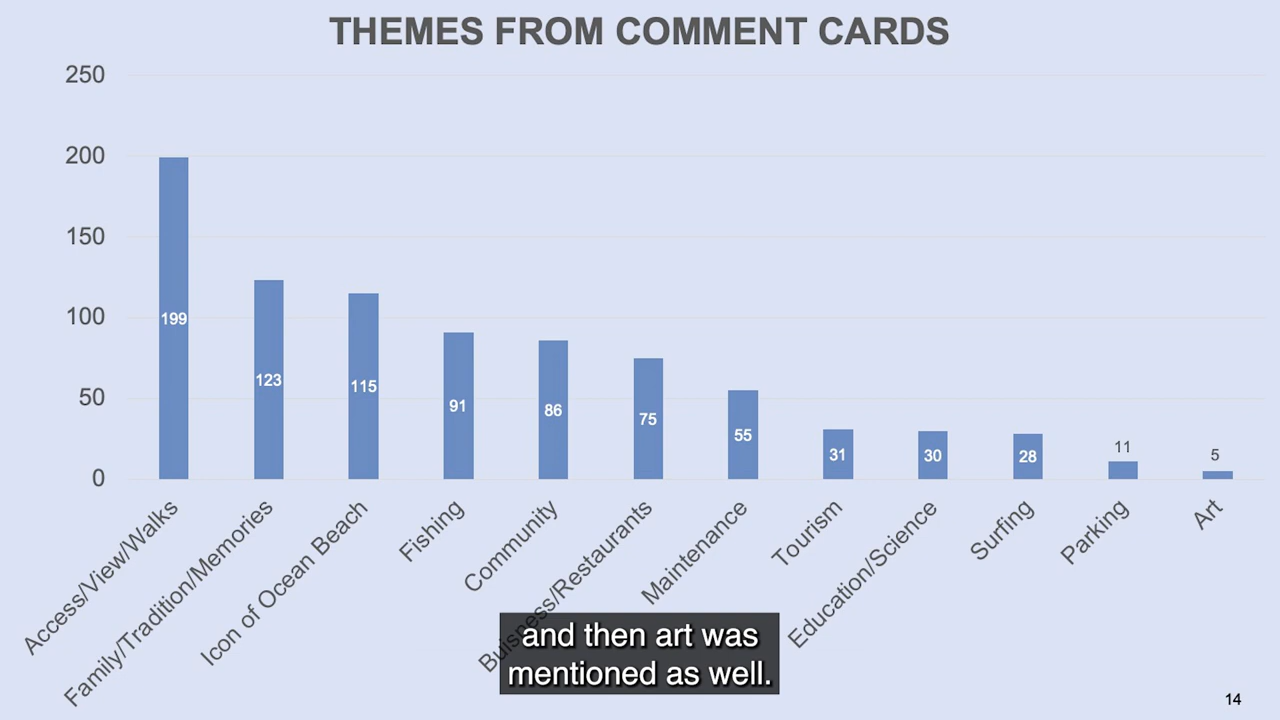 THEMES FROM COMMENT CARDS
250
200
150
100
50
0
199
123
115
91
86
75
55
31
30
28
11
5
Access/View/Walks
Family/Tradition/Memories
Icon of Ocean Beach
Fishing
Community
Buisness/Restaurants
Maintenance
Tourism
Education/Science
Surfing
Parking
Art
and then art was
mentioned as well.
14